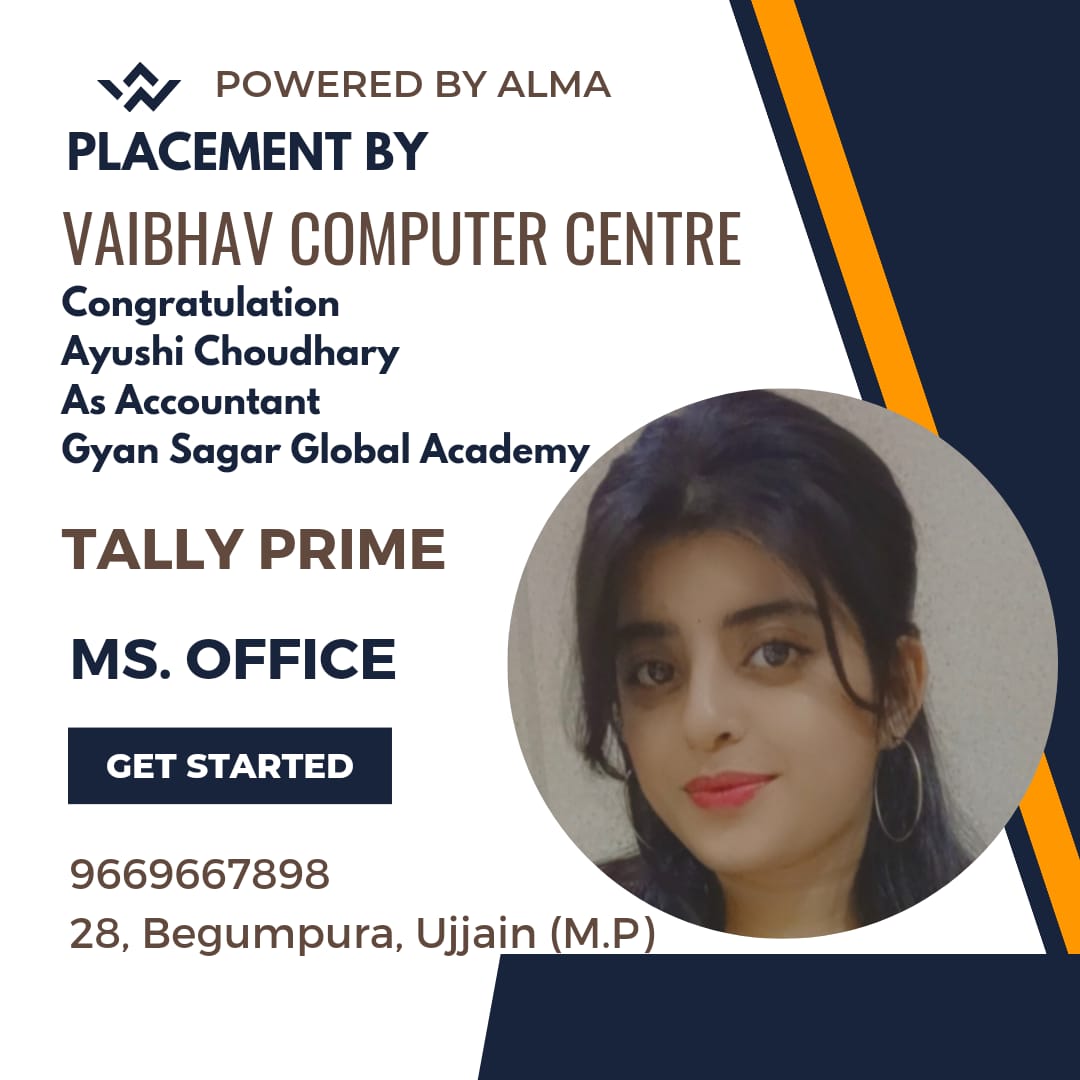 POWERED BY ALMA
PLACEMENT BY
VAIBHAV COMPUTER CENTRE
Congratulation
Ayushi Choudhary
As Accountant
Gyan Sagar Global Academy
TALLY PRIME
MS. OFFICE
GET STARTED
9669667898
28, Begumpura, Ujjain (M.P)